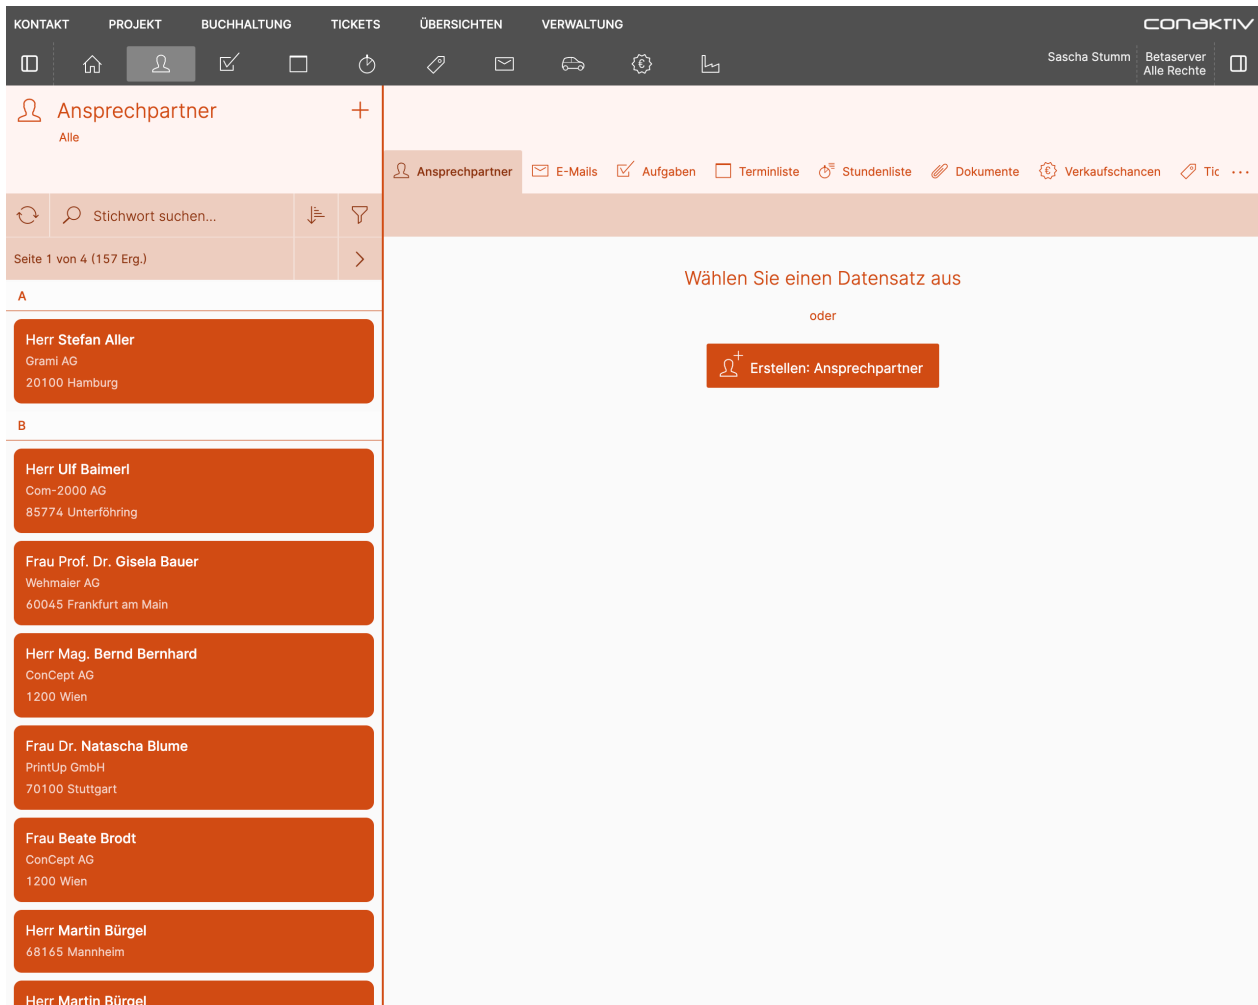 KONTAKT PROJEKT BUCHHALTUNG TICKETS ÜBERSICHTEN VERWALTUNG
conaktiv
Sascha Stumm
Betaserver
Alle Rechte
Ansprechpartner
Alle
Ansprechpartner E-Mails Aufgaben Terminliste Stundenliste Dokumente Verkaufschancen Tic ...
Stichwort suchen...
Seite 1 von 4 (157 Erg.)
A
Herr Stefan Aller
Grami AG
20100 Hamburg
B
Herr Ulf Baimerl
Com-2000 AG
85774 Unterföhring
Frau Prof. Dr. Gisela Bauer
Wehmaier AG
60045 Frankfurt am Main
Herr Mag. Bernd Bernhard
ConCept AG
1200 Wien
Frau Dr. Natascha Blume
PrintUp GmbH
70100 Stuttgart
Frau Beate Brodt
ConCept AG
1200 Wien
Herr Martin Bürgel
68165 Mannheim
Herr Martin Bürgel
Wählen Sie einen Datensatz aus
oder
Erstellen: Ansprechpartner